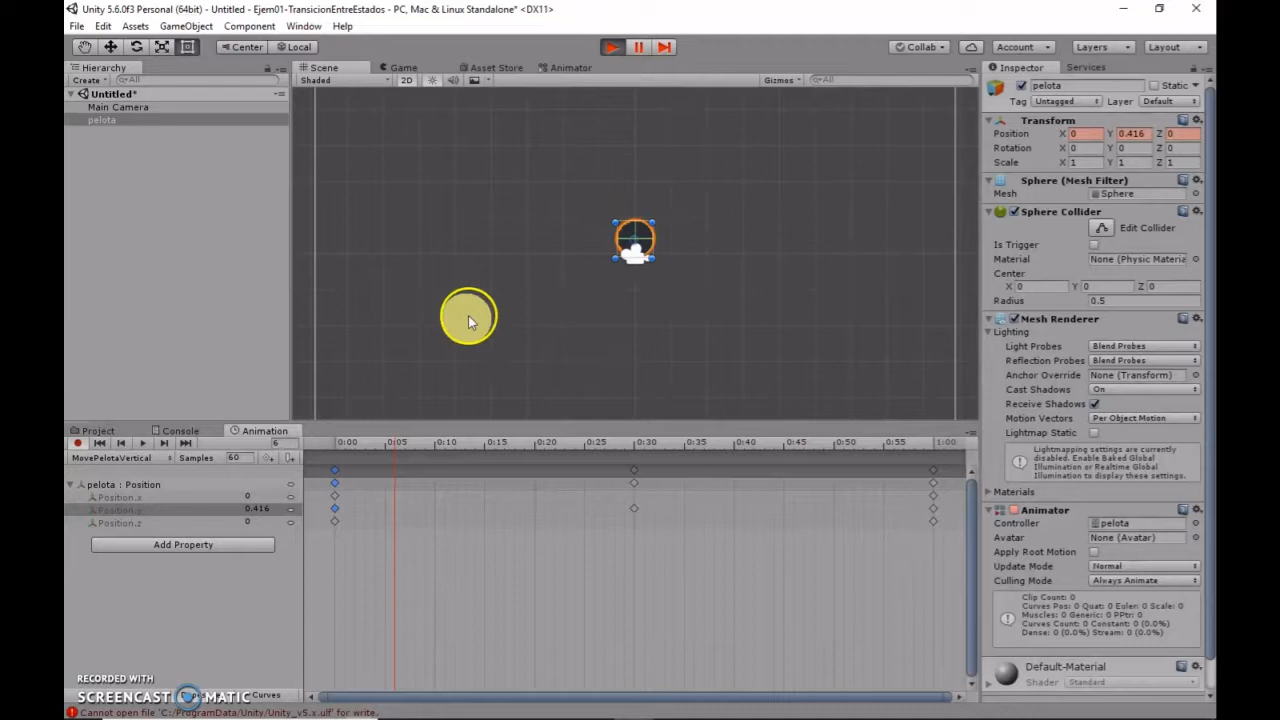 Unity 5.6.0f3 Personal (64bit) - Untitled - Ejem01-TransicionEntreEstados - PC, Mac & Linux Standalone* <DX11>
File Edit Assets GameObject Component Window Help
Center Local Collab Account Layers Layout
Hierarchy Scene Game Asset Store Animator Inspector Services
Create All Shaded 2D Gizmos All pelota Static
Untitled*
Main Camera
pelota
Tag Untagged Layer Default
Transform
Position X 0 Y 0.416 Z 0
Rotation X 0 Y 0 Z 0
Scale X 1 Y 1 Z 1
Sphere (Mesh Filter)
Mesh Sphere
Sphere Collider
Edit Collider
Is Trigger
Material None (Physic Materia
Center
X 0 Y 0 Z 0
Radius 0.5
Mesh Renderer
Lighting
Light Probes Blend Probes
Reflection Probes Blend Probes
Anchor Override None (Transform)
Cast Shadows On
Receive Shadows
Motion Vectors Per Object Motion
Lightmap Static
Lightmapping settings are currently
disabled. Enable Baked Global
Illumination or Realtime Global
Illumination to display these settings.
Materials
Animator
Controller pelota
Avatar None (Avatar)
Apply Root Motion
Update Mode Normal
Culling Mode Always Animate
Clip Count: 0
Curves Pos: 0 Quat: 0 Euler: 0 Scale: 0
Muscles: 0 Generic: 0 PPtr: 0
Curves Count: 0 Constant: 0 (0.0%)
Dense: 0 (0.0%) Stream: 0 (0.0%)
Default-Material
Shader Standard
Project Console Animation
6 0:00 0:05 0:10 0:15 0:20 0:25 0:30 0:35 0:40 0:45 0:50 0:55 1:00
MovePelotaVertical Samples 60
pelota : Position
Position.x 0
Position.y 0.416
Position.z 0
Add Property
RECORDED WITH
SCREENCAST MATIC
Curves
Cannot open file 'C:/ProgramData/Unity/Unity_v5.x.ulf' for write.